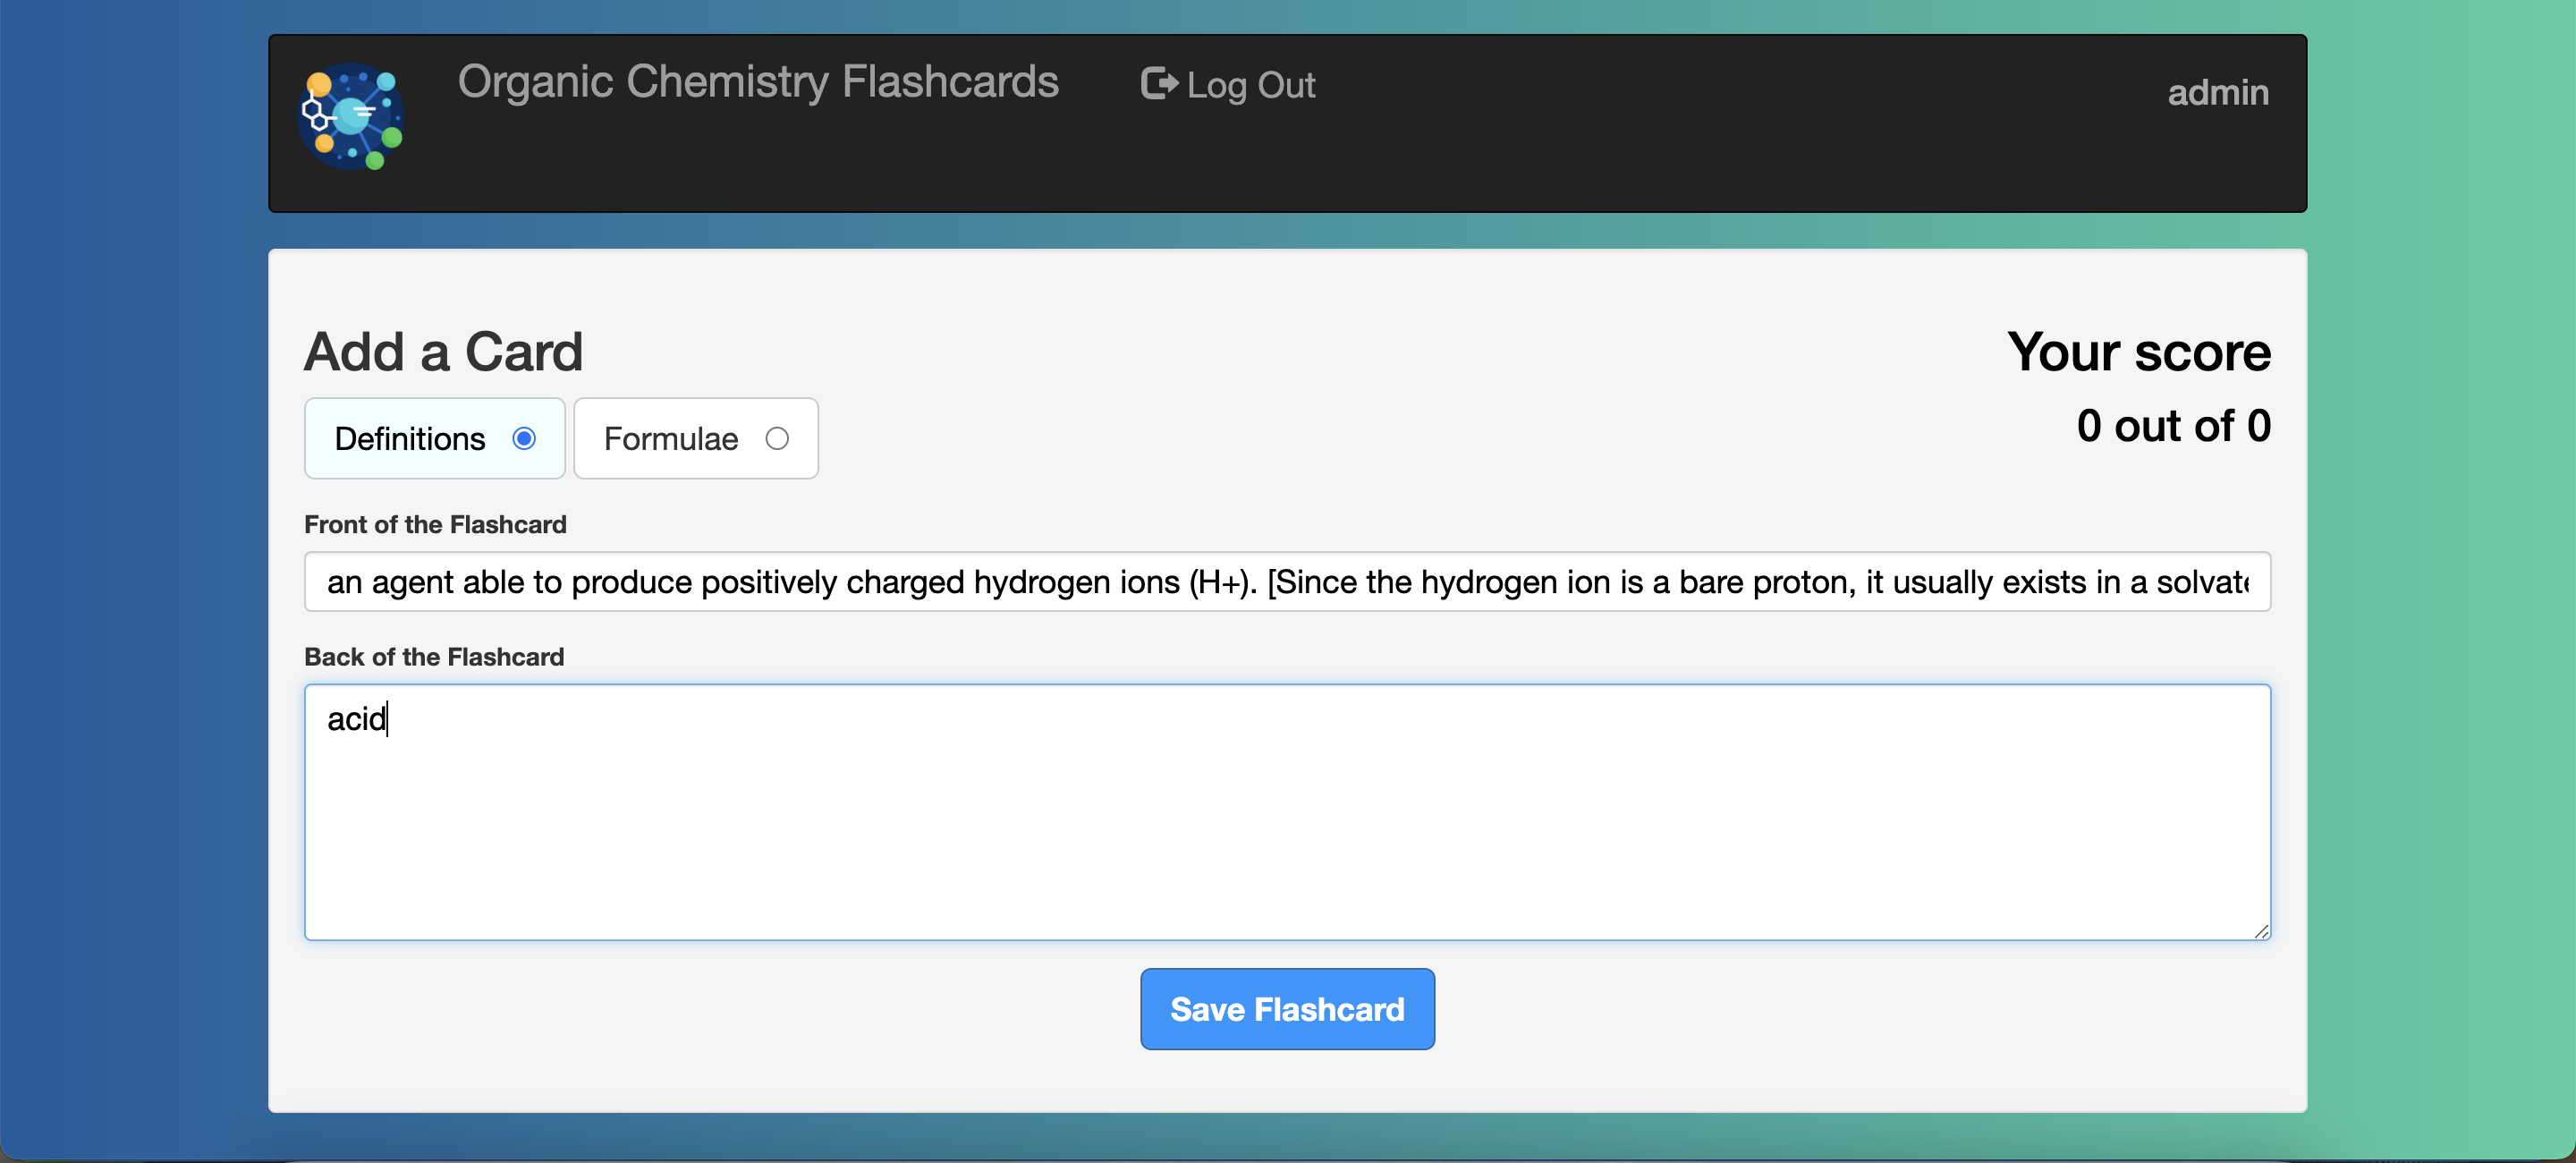 Organic Chemistry Flashcards
Log Out
admin
Add a Card
Your score
Definitions
Formulae
0 out of 0
Front of the Flashcard
an agent able to produce positively charged hydrogen ions (H+). [Since the hydrogen ion is a bare proton, it usually exists in a
Back of the Flashcard
acid
Save Flashcard